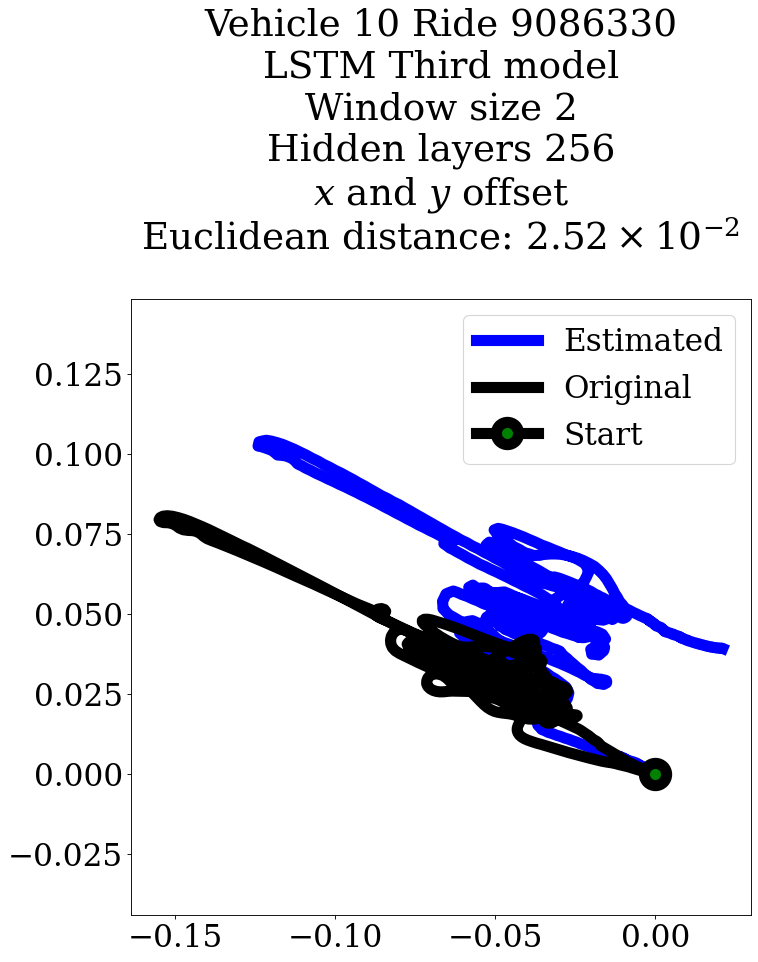 Vehicle 10 Ride 9086330
LSTM Third model
Window size 2
Hidden layers 256
x and y offset
Euclidean distance: 2.52 × 10⁻²
Estimated
Original
Start
0.125
0.100
0.075
0.050
0.025
0.000
−0.025
−0.15 −0.10 −0.05 0.00